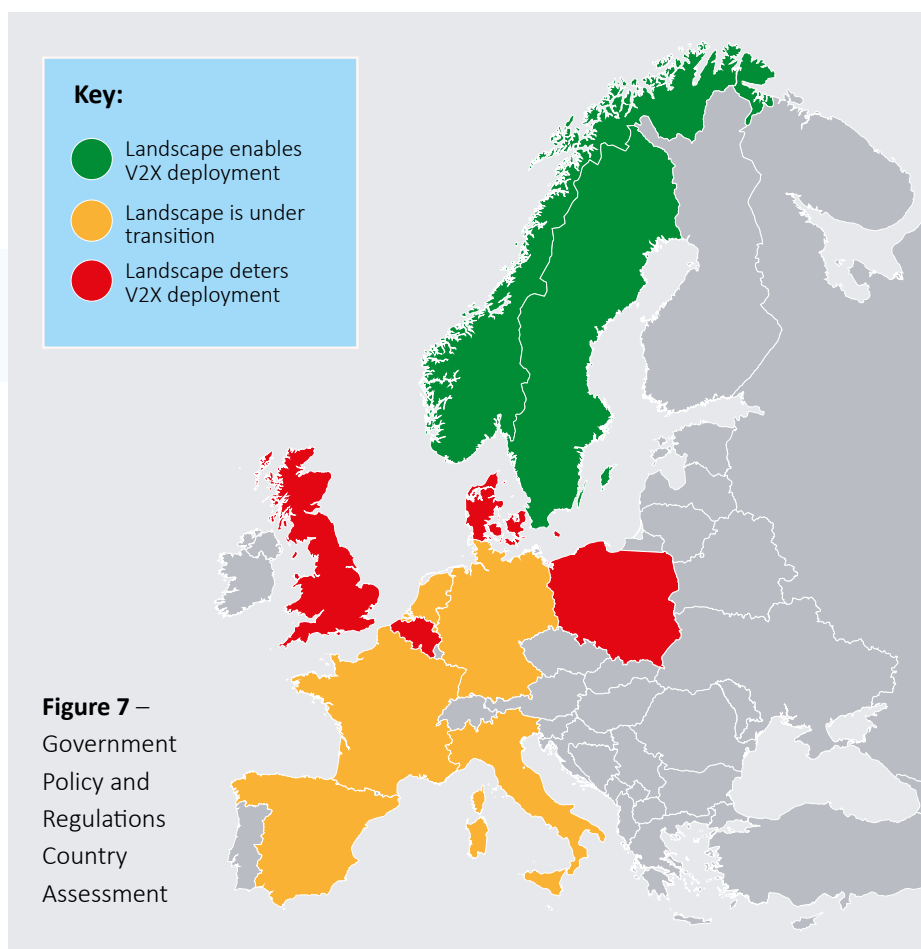 Key:
Landscape enables
V2X deployment
Landscape is under
transition
Landscape deters
V2X deployment
Figure 7 –
Government
Policy and
Regulations
Country
Assessment